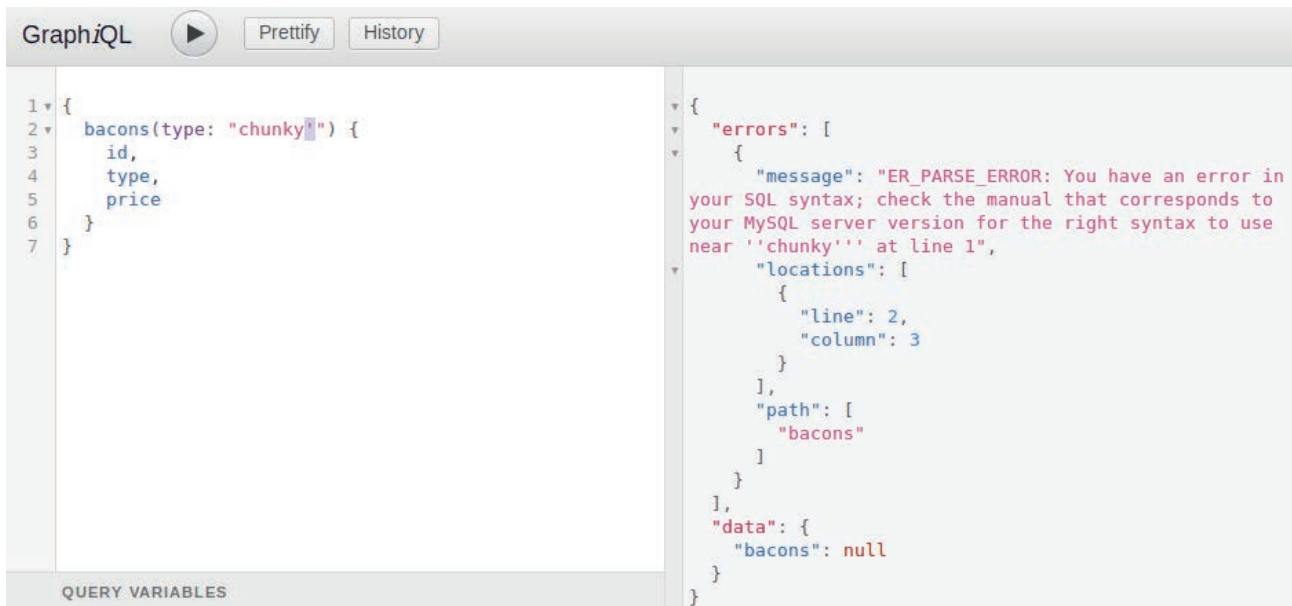 GraphiQL Prettify History
1 {
2 bacons(type: "chunky'") {
3 id,
4 type,
5 price
6 }
7 }
QUERY VARIABLES
{
"errors": [
{
"message": "ER_PARSE_ERROR: You have an error in
your SQL syntax; check the manual that corresponds to
your MySQL server version for the right syntax to use
near ''chunky''' at line 1",
"locations": [
{
"line": 2,
"column": 3
}
],
"path": [
"bacons"
]
}
],
"data": {
"bacons": null
}
}